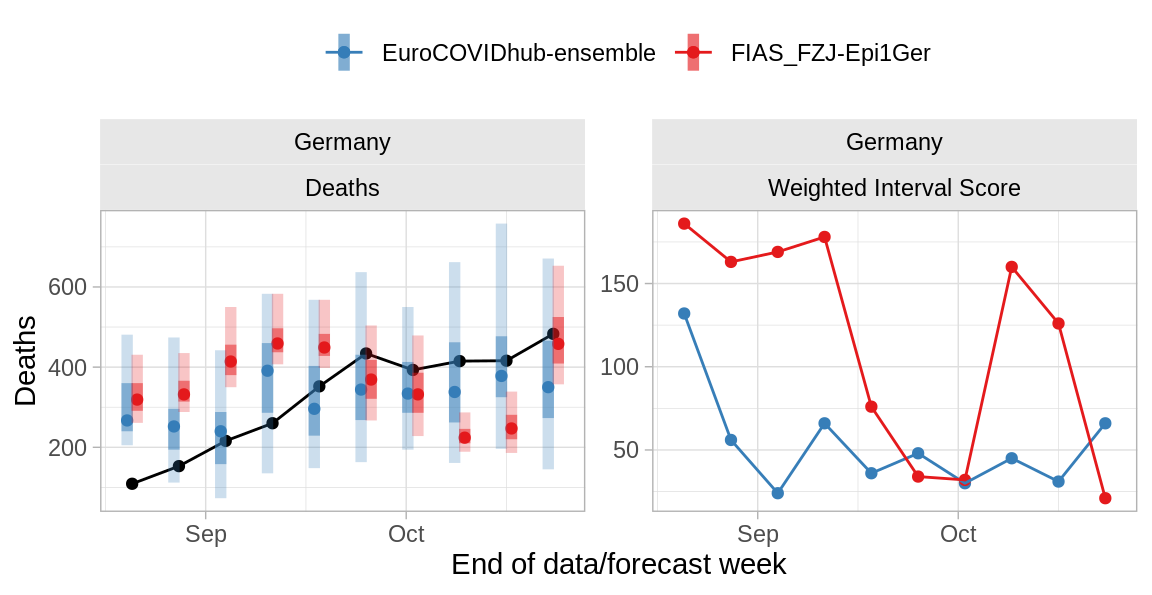 EuroCOVIDhub-ensemble FIAS_FZJ-Epi1Ger
Germany
Deaths
Germany
Weighted Interval Score
Deaths
600
400
200
Sep Oct
150
100
50
Sep Oct
End of data/forecast week